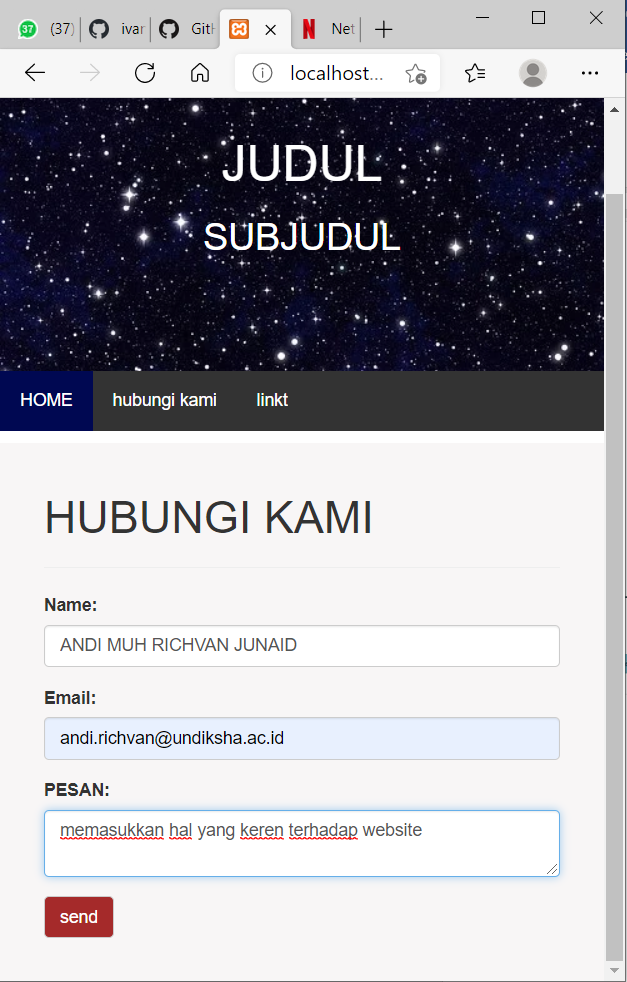 37
(37)
ivar
Gitl
Net
localhost...
JUDUL
SUBJUDUL
HOME
hubungi kami
linkt
HUBUNGI KAMI
Name:
ANDI MUH RICHVAN JUNAID
Email:
andi.richvan@undiksha.ac.id
PESAN:
memasukkan hal yang keren terhadap website
send